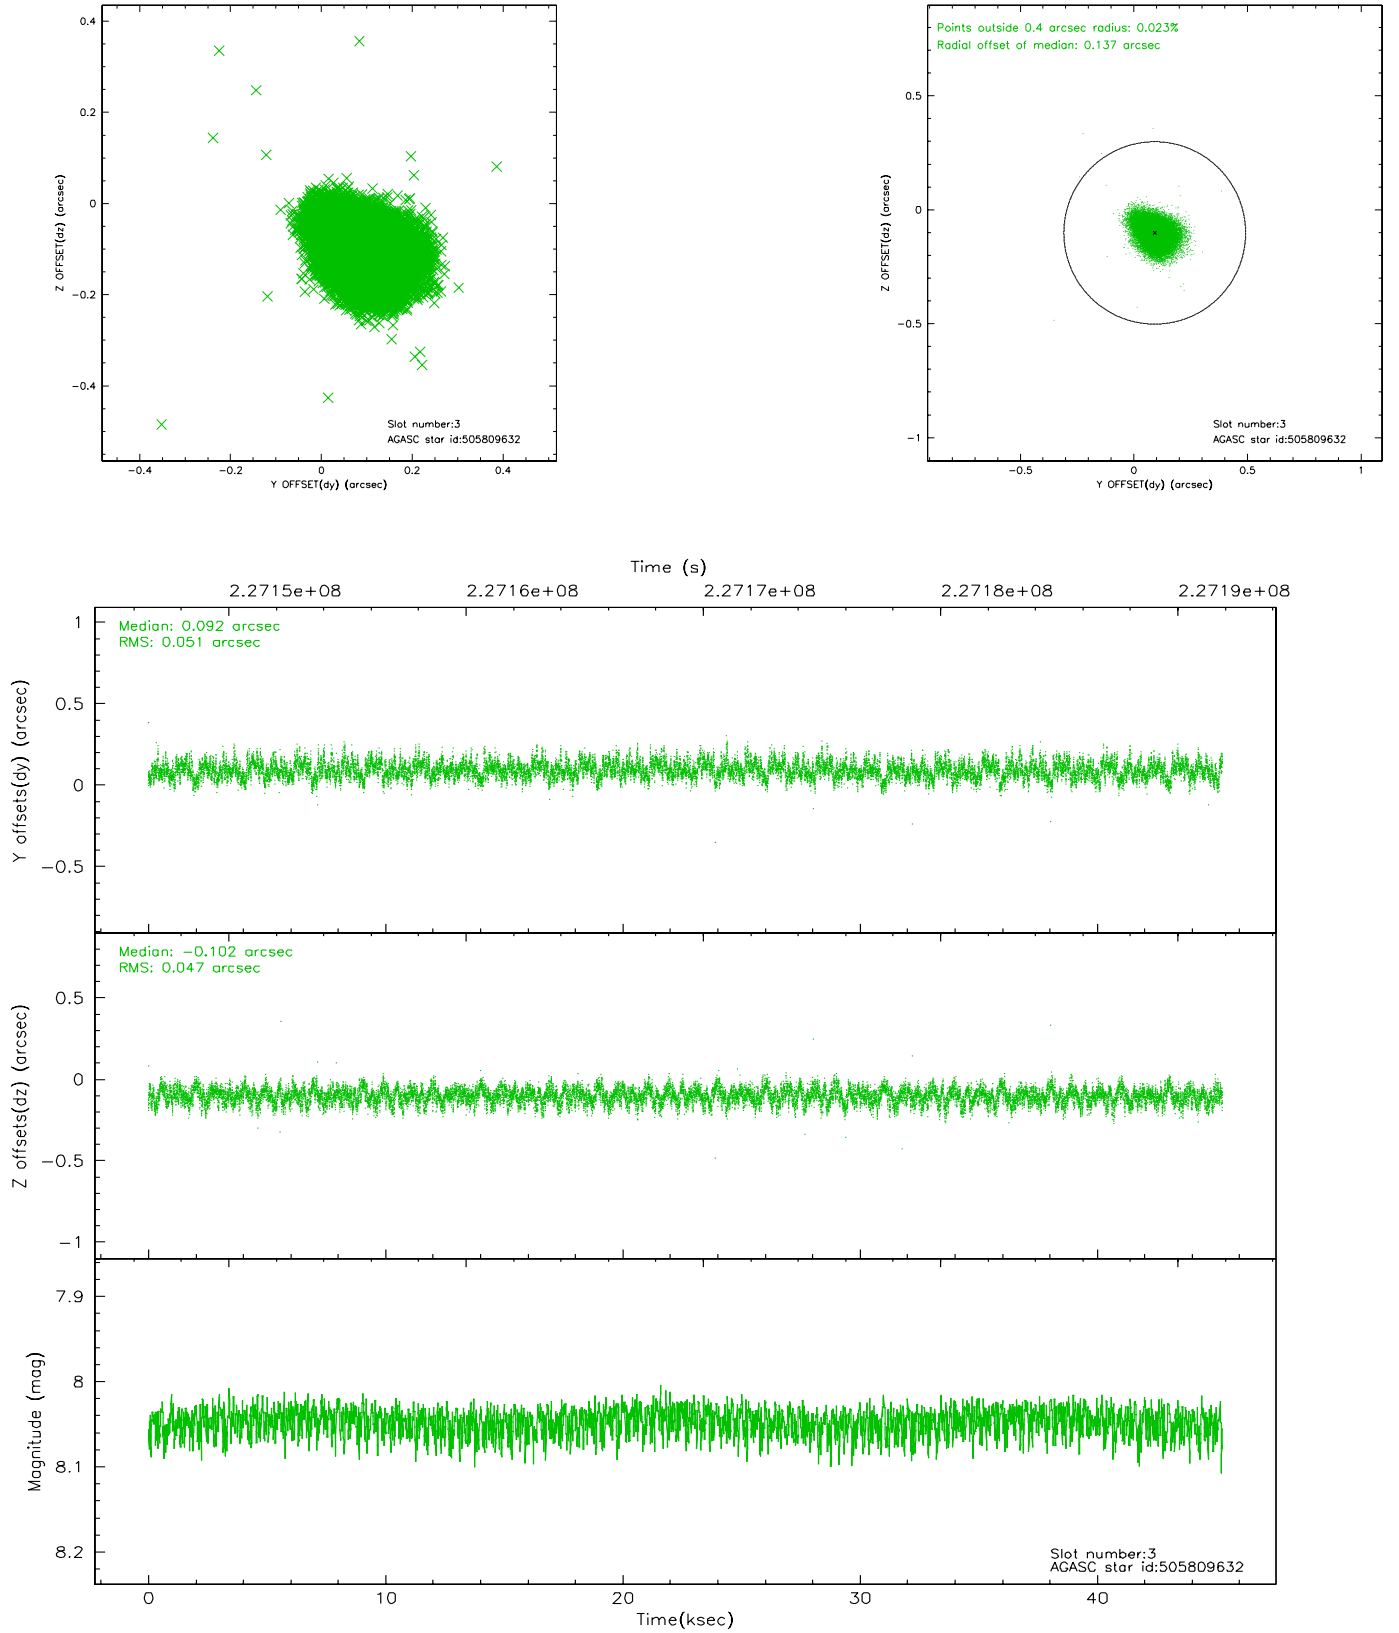 0.4
0.2
0
−0.2
−0.4
Z OFFSET(dz) (arcsec)
Slot number:3
AGASC star id:505809632
−0.4 −0.2 0 0.2 0.4
Y OFFSET(dy) (arcsec)
Points outside 0.4 arcsec radius: 0.023%
Radial offset of median: 0.137 arcsec
0.5
0
−0.5
−1
Z OFFSET(dz) (arcsec)
Slot number:3
AGASC star id:505809632
−0.5 0 0.5 1
Y OFFSET(dy) (arcsec)
Time (s)
2.2715e+08 2.2716e+08 2.2717e+08 2.2718e+08 2.2719e+08
Median: 0.092 arcsec
RMS: 0.051 arcsec
1
0.5
0
−0.5
Y offsets(dy) (arcsec)
Median: −0.102 arcsec
RMS: 0.047 arcsec
0.5
0
−0.5
−1
Z offsets(dz) (arcsec)
7.9
8
8.1
8.2
Magnitude (mag)
Slot number:3
AGASC star id:505809632
0 10 20 30 40
Time(ksec)